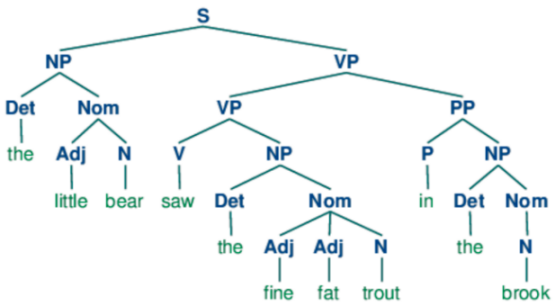 S
NP VP
Det Nom VP PP
the Adj N V NP P NP
little bear saw Det Nom in Det Nom
the Adj Adj N the N
fine fat trout brook